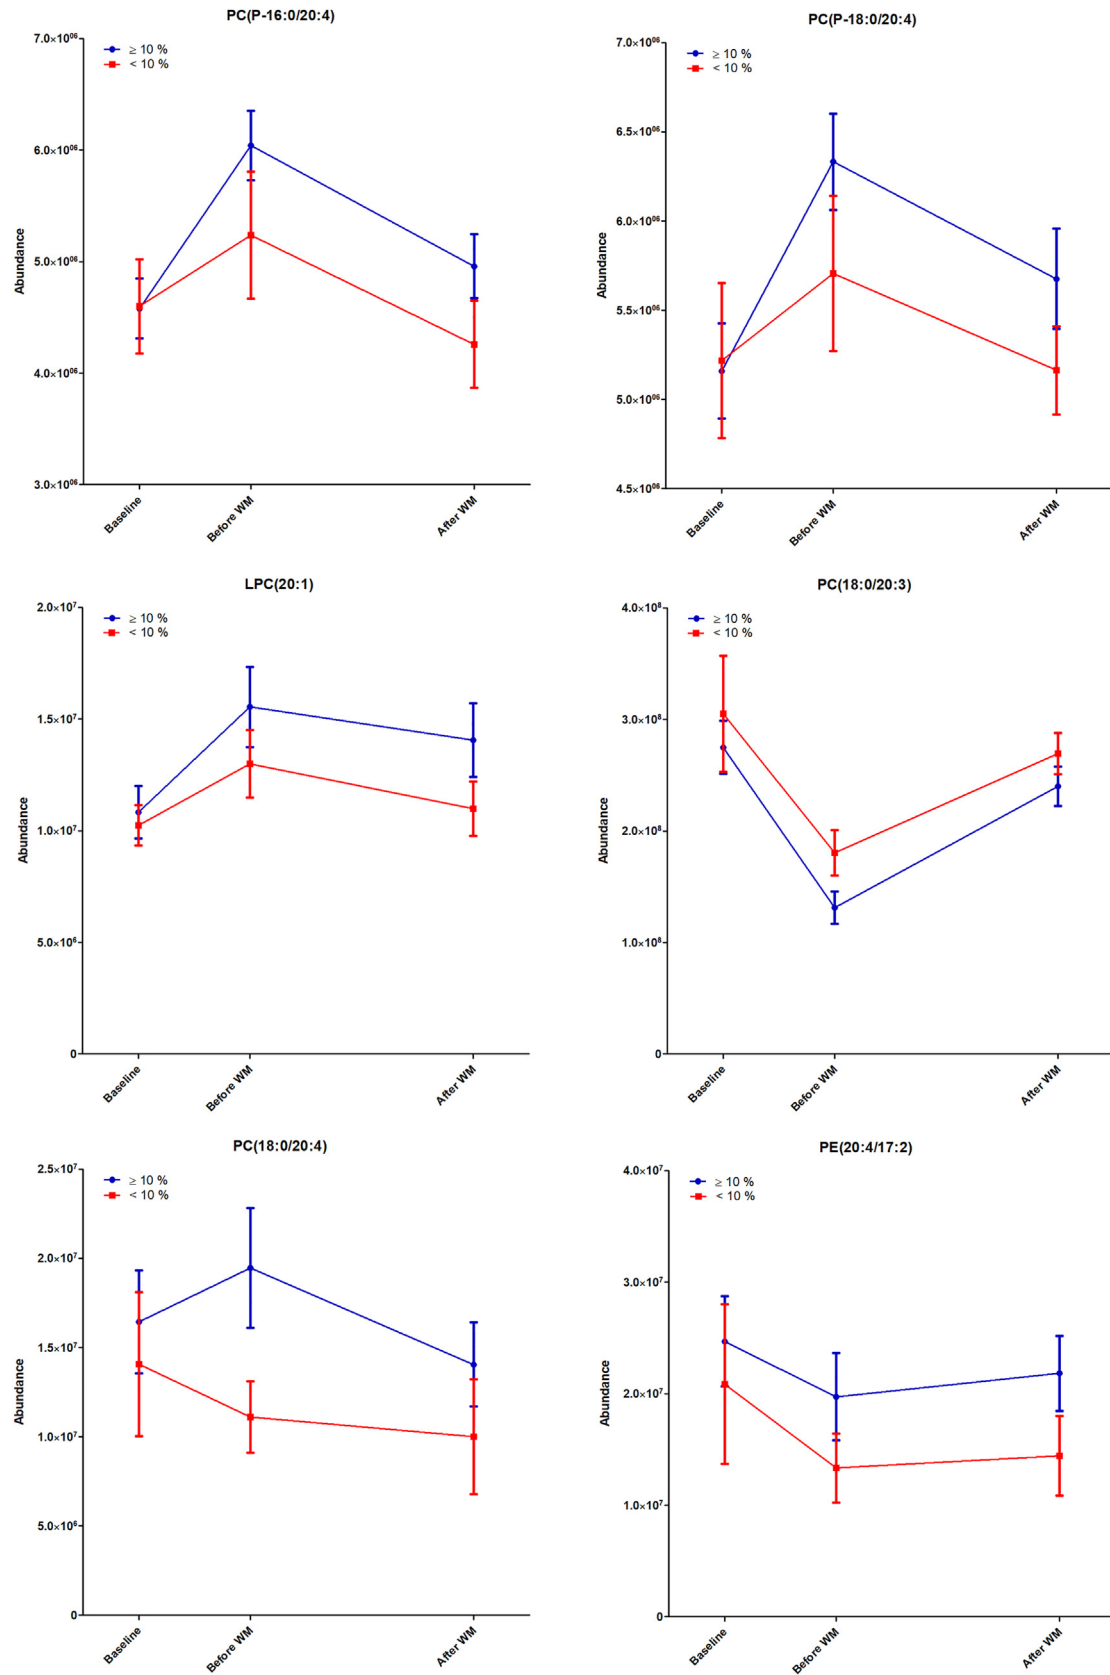 PC(P-16:0/20:4)
≥ 10 %
< 10 %
7.0×10⁰⁶
6.0×10⁰⁶
5.0×10⁰⁶
4.0×10⁰⁶
3.0×10⁰⁶
Abundance
Baseline
Before WM
After WM
PC(P-18:0/20:4)
≥ 10 %
< 10 %
7.0×10⁰⁶
6.5×10⁰⁶
6.0×10⁰⁶
5.5×10⁰⁶
5.0×10⁰⁶
4.5×10⁰⁶
Abundance
Baseline
Before WM
After WM
LPC(20:1)
≥ 10 %
< 10 %
2.0×10⁷
1.5×10⁷
1.0×10⁷
5.0×10⁶
0
Abundance
Baseline
Before WM
After WM
PC(18:0/20:3)
≥ 10 %
< 10 %
4.0×10⁸
3.0×10⁸
2.0×10⁸
1.0×10⁸
0
Abundance
Baseline
Before WM
After WM
PC(18:0/20:4)
≥ 10 %
< 10 %
2.5×10⁷
2.0×10⁷
1.5×10⁷
1.0×10⁷
5.0×10⁶
0
Abundance
Baseline
Before WM
After WM
PE(20:4/17:2)
≥ 10 %
< 10 %
4.0×10⁷
3.0×10⁷
2.0×10⁷
1.0×10⁷
0
Abundance
Baseline
Before WM
After WM